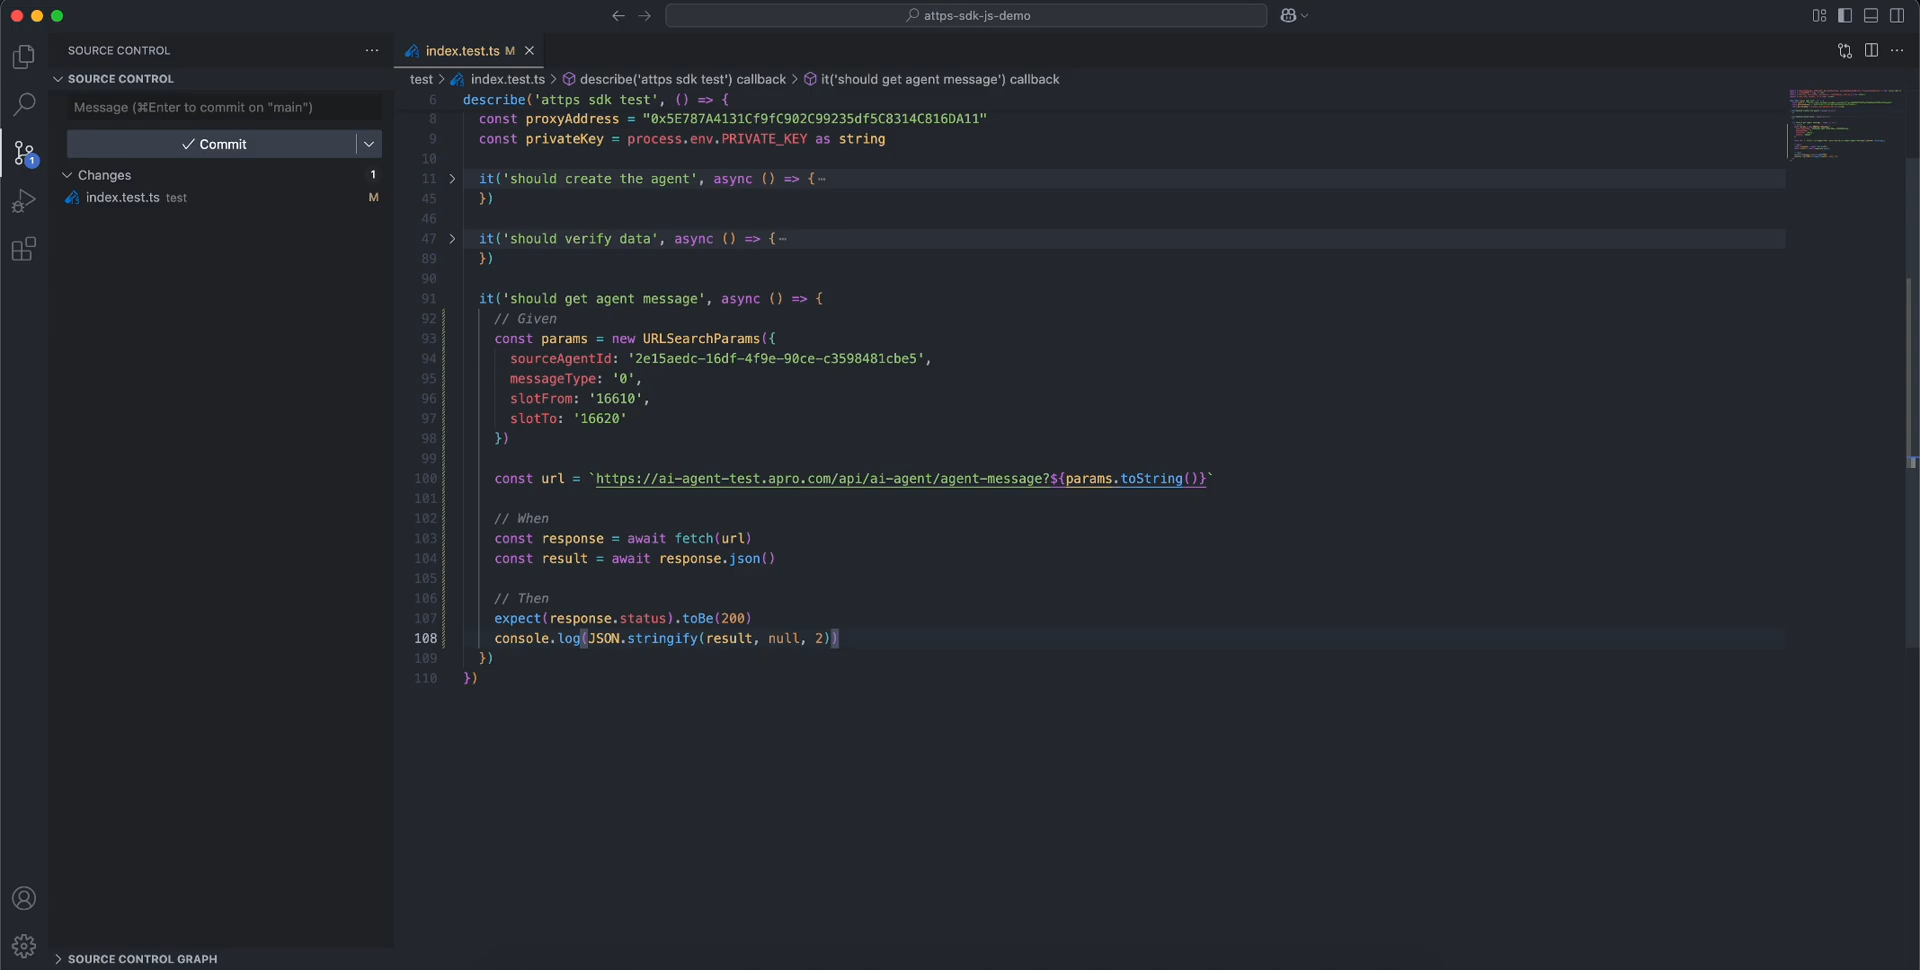 attps-sdk-js-demo
SOURCE CONTROL
SOURCE CONTROL
Message (⌘Enter to commit on "main")
Commit
Changes 1
index.test.ts test M
1
SOURCE CONTROL GRAPH
index.test.ts M
test > index.test.ts > describe('attps sdk test') callback > it('should get agent message') callback
6 describe('attps sdk test', () => {
8 const proxyAddress = "0x5E787A4131Cf9fC902C99235df5C8314C816DA11"
9 const privateKey = process.env.PRIVATE_KEY as string
10
11 it('should create the agent', async () => {⋯
45 })
46
47 it('should verify data', async () => {⋯
89 })
90
91 it('should get agent message', async () => {
92 // Given
93 const params = new URLSearchParams({
94 sourceAgentId: '2e15aedc-16df-4f9e-90ce-c3598481cbe5',
95 messageType: '0',
96 slotFrom: '16610',
97 slotTo: '16620'
98 })
99
100 const url = `https://ai-agent-test.apro.com/api/ai-agent/agent-message?${params.toString()}`
101
102 // When
103 const response = await fetch(url)
104 const result = await response.json()
105
106 // Then
107 expect(response.status).toBe(200)
108 console.log(JSON.stringify(result, null, 2))
109 })
110 })